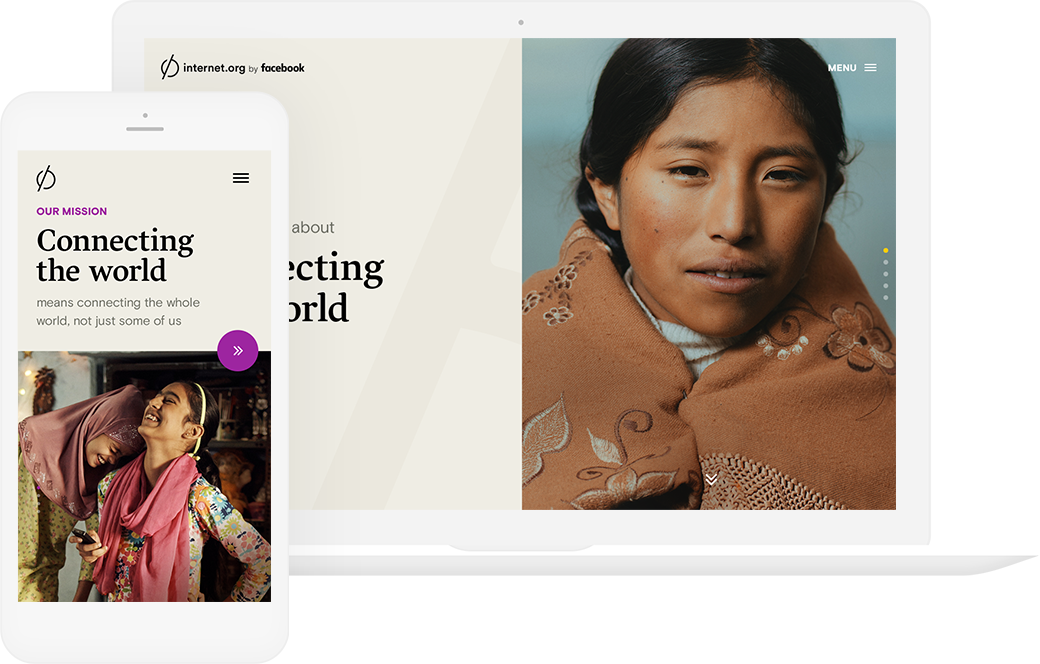 internet.org by facebook
MENU
about
ecting
orld
OUR MISSION
Connecting
the world
means connecting the whole
world, not just some of us